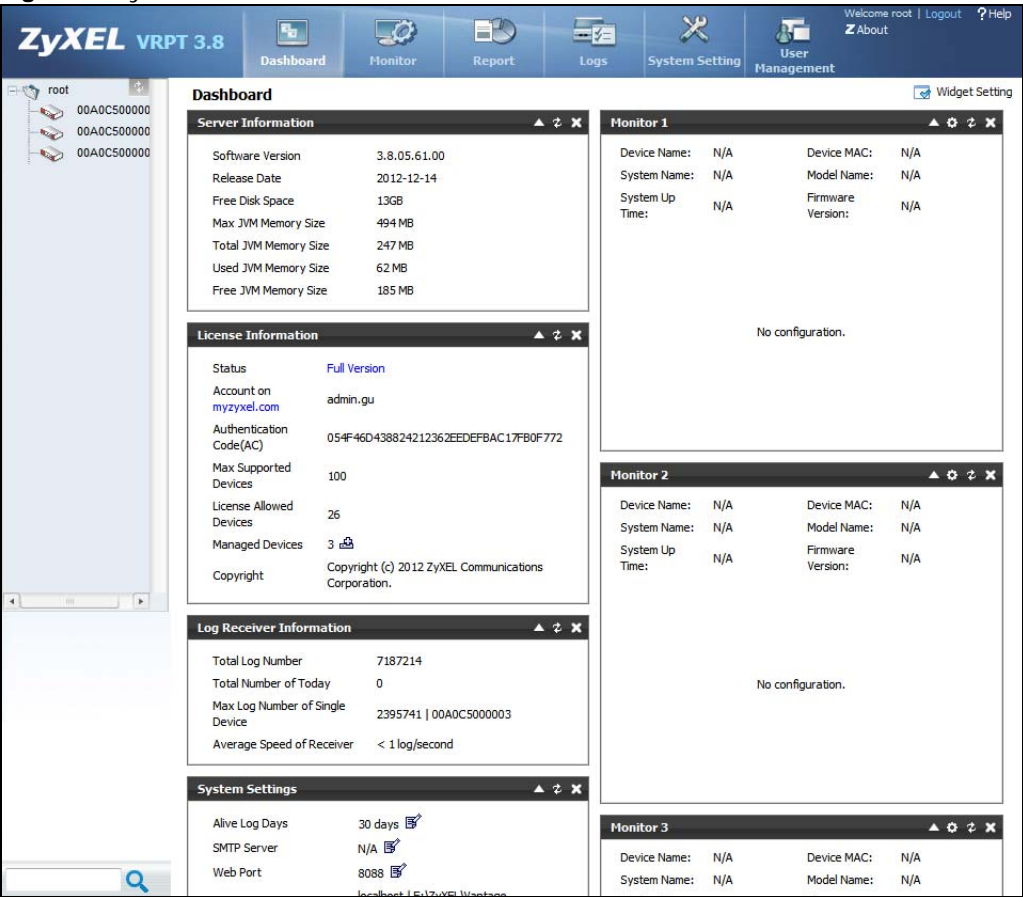 ZyXEL VRPT 3.8
Dashboard
Monitor
Report
Logs
System Setting
User Management
Welcome root | Logout ?Help
Z About
root
00A0C500000
00A0C500000
00A0C500000
Dashboard
Widget Setting
Server Information
Software Version 3.8.05.61.00
Release Date 2012-12-14
Free Disk Space 13GB
Max JVM Memory Size 494 MB
Total JVM Memory Size 247 MB
Used JVM Memory Size 62 MB
Free JVM Memory Size 185 MB
License Information
Status Full Version
Account on
myzyxel.com admin.gu
Authentication
Code(AC) 054F46D438824212362EEDEFBAC17FB0F772
Max Supported
Devices 100
License Allowed
Devices 26
Managed Devices 3
Copyright Copyright (c) 2012 ZyXEL Communications
Corporation.
Log Receiver Information
Total Log Number 7187214
Total Number of Today 0
Max Log Number of Single
Device 2395741 | 00A0C5000003
Average Speed of Receiver < 1 log/second
System Settings
Alive Log Days 30 days
SMTP Server N/A
Web Port 8088
localhost | E:\ZyXEL\Vantage
Monitor 1
Device Name: N/A Device MAC: N/A
System Name: N/A Model Name: N/A
System Up
Time: N/A Firmware
Version: N/A
No configuration.
Monitor 2
Device Name: N/A Device MAC: N/A
System Name: N/A Model Name: N/A
System Up
Time: N/A Firmware
Version: N/A
No configuration.
Monitor 3
Device Name: N/A Device MAC: N/A
System Name: N/A Model Name: N/A